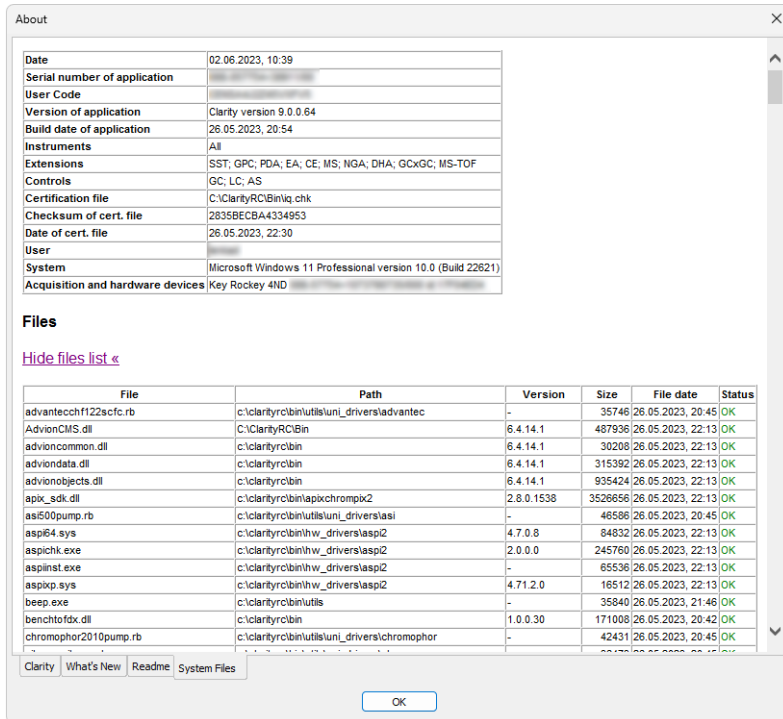 About
Date 02.06.2023, 10:39
Serial number of application
User Code
Version of application Clarity version 9.0.0.64
Build date of application 26.05.2023, 20:54
Instruments All
Extensions SST; GPC; PDA; EA; CE; MS; NGA; DHA; GCxGC; MS-TOF
Controls GC; LC; AS
Certification file C:\ClarityRC\Bin\iq.chk
Checksum of cert. file 2835BECBA4334953
Date of cert. file 26.05.2023, 22:30
User
System Microsoft Windows 11 Professional version 10.0 (Build 22621)
Acquisition and hardware devices Key Rockey 4ND
Files
Hide files list «
File Path Version Size File date Status
advantecchf122scfc.rb c:\clarityrc\bin\utils\uni_drivers\advantec - 35746 26.05.2023, 20:45 OK
AdvionCMS.dll C:\ClarityRC\Bin 6.4.14.1 487936 26.05.2023, 22:13 OK
advioncommon.dll c:\clarityrc\bin 6.4.14.1 30208 26.05.2023, 22:13 OK
adviondata.dll c:\clarityrc\bin 6.4.14.1 315392 26.05.2023, 22:13 OK
advionobjects.dll c:\clarityrc\bin 6.4.14.1 935424 26.05.2023, 22:13 OK
apix_sdk.dll c:\clarityrc\bin\apixchrompix2 2.8.0.1538 3526656 26.05.2023, 22:13 OK
asi500pump.rb c:\clarityrc\bin\utils\uni_drivers\asi - 46586 26.05.2023, 20:45 OK
aspi64.sys c:\clarityrc\bin\hw_drivers\aspi2 4.7.0.8 84832 26.05.2023, 22:13 OK
aspichk.exe c:\clarityrc\bin\hw_drivers\aspi2 2.0.0.0 245760 26.05.2023, 22:13 OK
aspiinst.exe c:\clarityrc\bin\hw_drivers\aspi2 - 65536 26.05.2023, 22:13 OK
aspixp.sys c:\clarityrc\bin\hw_drivers\aspi2 4.71.2.0 16512 26.05.2023, 22:13 OK
beep.exe c:\clarityrc\bin\utils - 35840 26.05.2023, 21:46 OK
benchtofdx.dll c:\clarityrc\bin 1.0.0.30 171008 26.05.2023, 20:42 OK
chromophor2010pump.rb c:\clarityrc\bin\utils\uni_drivers\chromophor - 42431 26.05.2023, 20:45 OK
Clarity What's New Readme System Files
OK